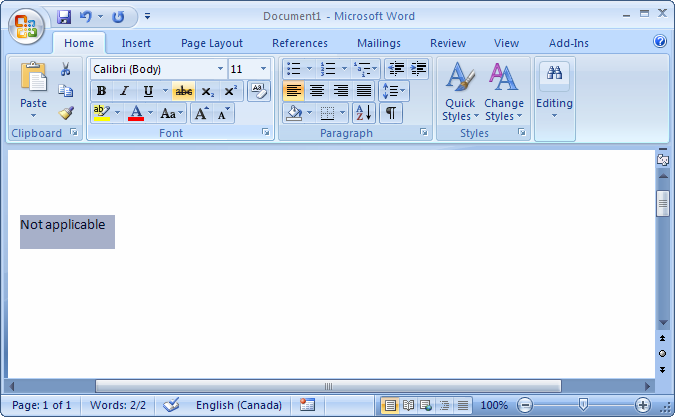 Document1 - Microsoft Word
Home Insert Page Layout References Mailings Review View Add-Ins
Calibri (Body) 11
Paste
B I U abc x₂ x² Aa
ab A Aa A A
Quick Styles
Change Styles
Editing
Clipboard Font Paragraph Styles
Not applicable
Page: 1 of 1 Words: 2/2 English (Canada) 100%